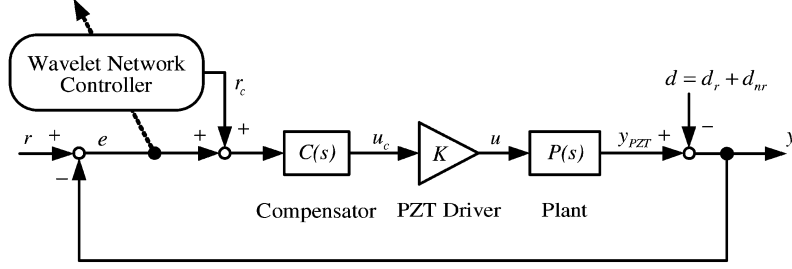 Wavelet Network
Controller
r_c
d = d_r + d_nr
r + e + + C(s) u_c K u P(s) y_PZT + − y
−
Compensator PZT Driver Plant